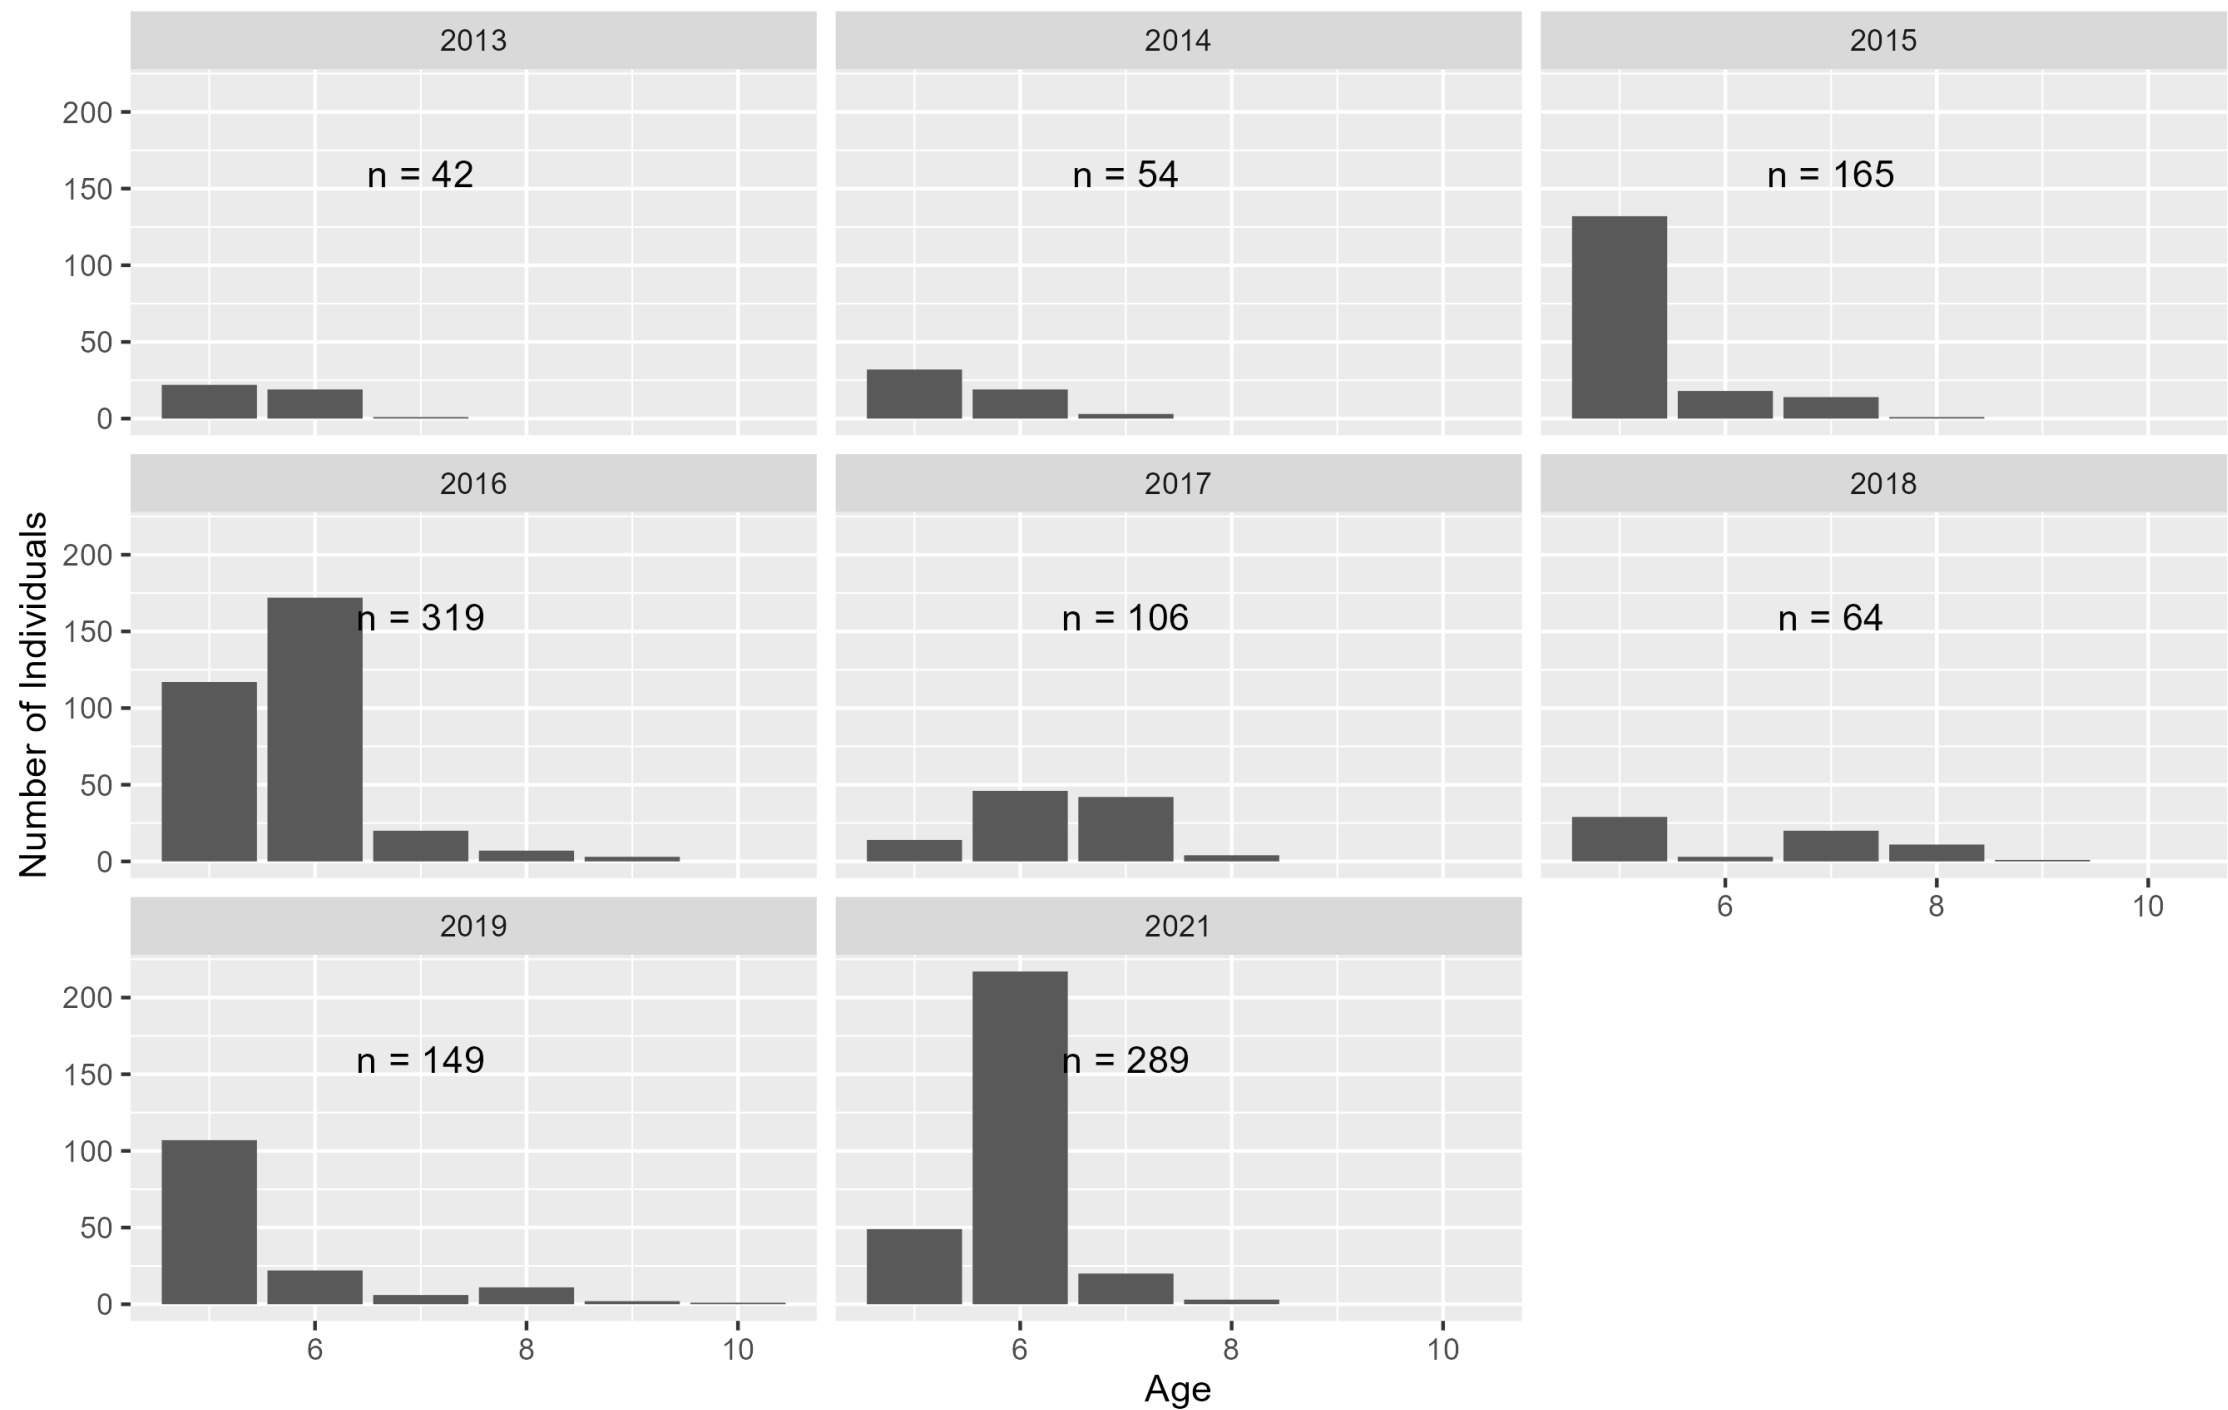 2013 2014 2015
200
150
100
50
0
n = 42 n = 54 n = 165
2016 2017 2018
Number of Individuals
200
150
100
50
0
n = 319 n = 106 n = 64
6 8 10
2019 2021
200
150
100
50
0
n = 149 n = 289
6 8 10 6 8 10
Age